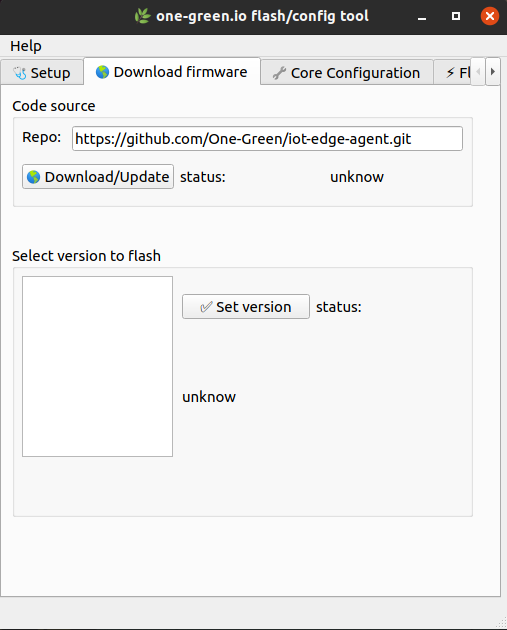 one-green.io flash/config tool
Help
Setup
Download firmware
Core Configuration
Code source
Repo: https://github.com/One-Green/iot-edge-agent.git
Download/Update status: unknow
Select version to flash
Set version status:
unknow